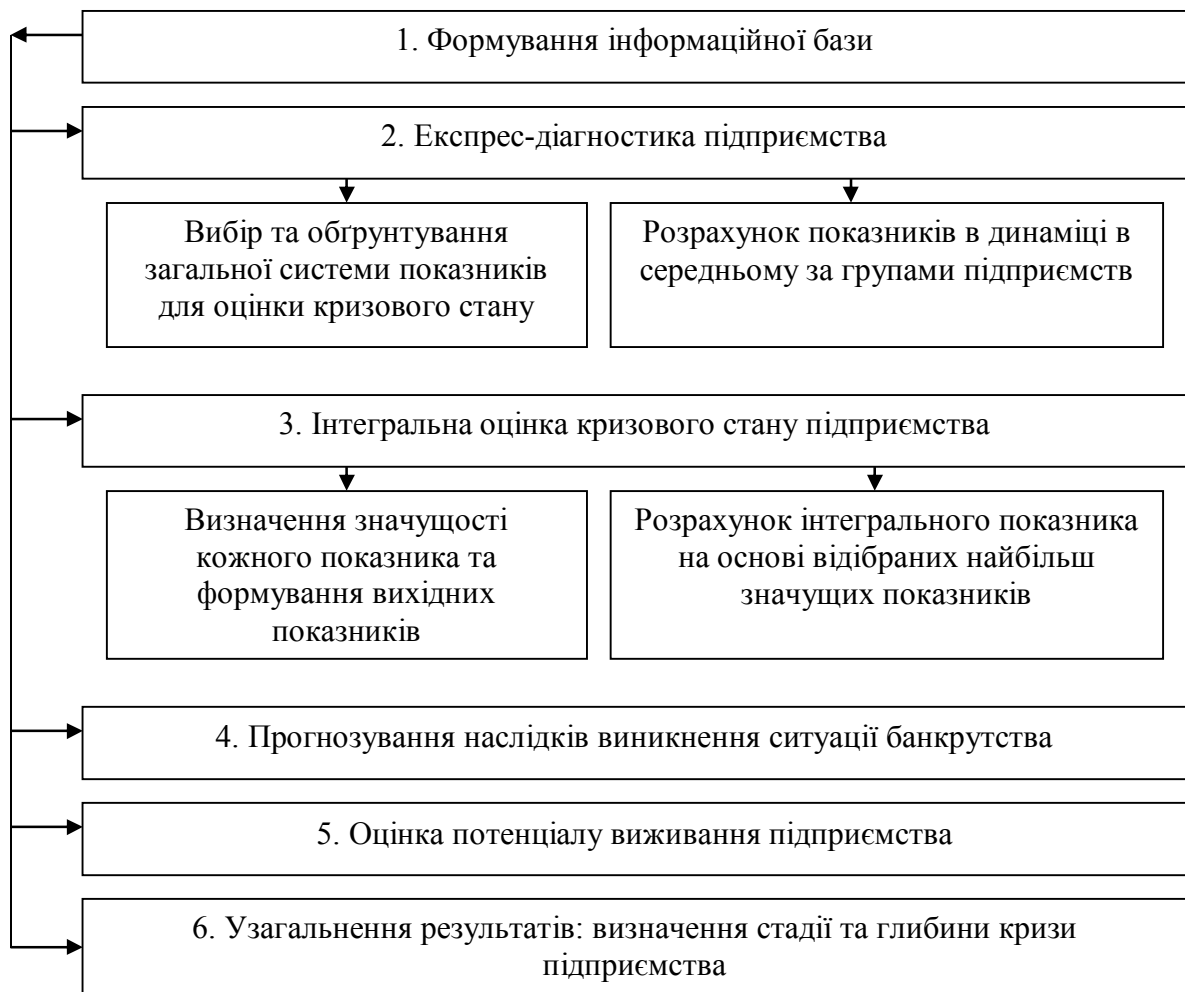 1. Формування інформаційної бази
2. Експрес-діагностика підприємства
Вибір та обґрунтування
загальної системи показників
для оцінки кризового стану
Розрахунок показників в динаміці в
середньому за групами підприємств
3. Інтегральна оцінка кризового стану підприємства
Визначення значущості
кожного показника та
формування вихідних
показників
Розрахунок інтегрального показника
на основі відібраних найбільш
значущих показників
4. Прогнозування наслідків виникнення ситуації банкрутства
5. Оцінка потенціалу виживання підприємства
6. Узагальнення результатів: визначення стадії та глибини кризи
підприємства